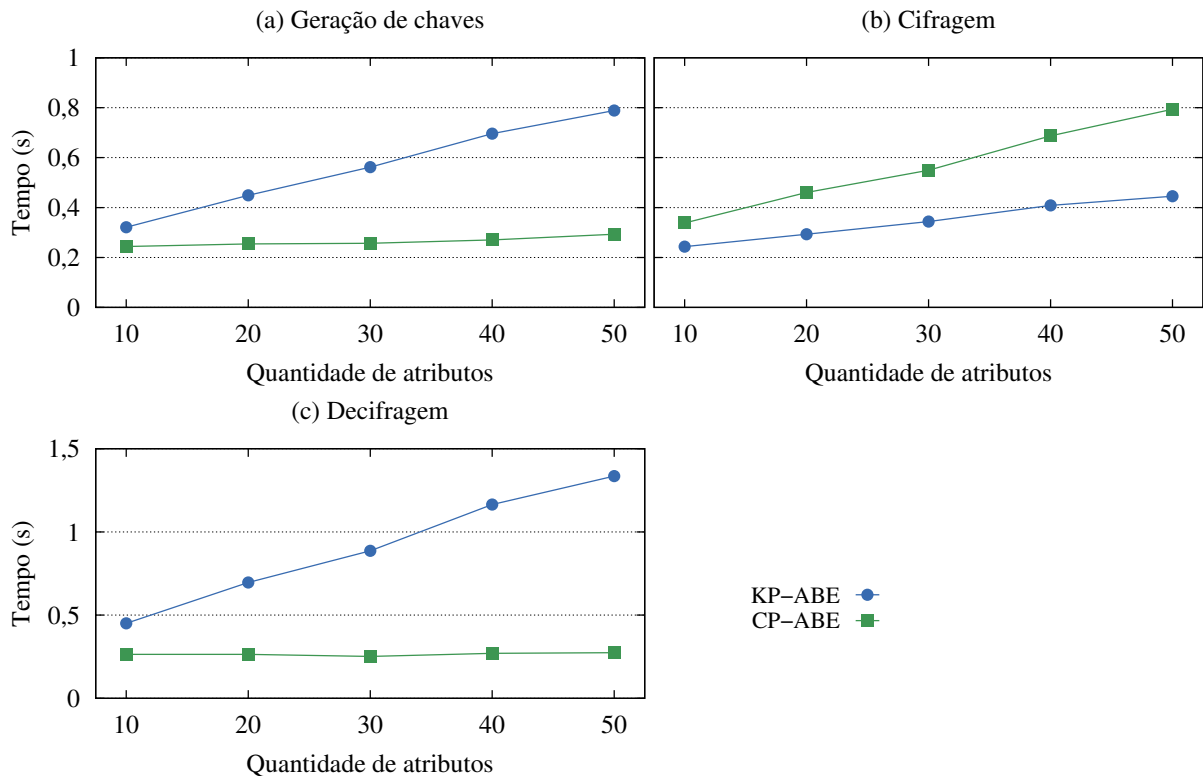 (a) Geração de chaves
(b) Cifragem
1
0,8
0,6
0,4
0,2
0
Tempo (s)
10 20 30 40 50
10 20 30 40 50
Quantidade de atributos
Quantidade de atributos
(c) Decifragem
1,5
1
0,5
0
Tempo (s)
10 20 30 40 50
Quantidade de atributos
KP−ABE
CP−ABE